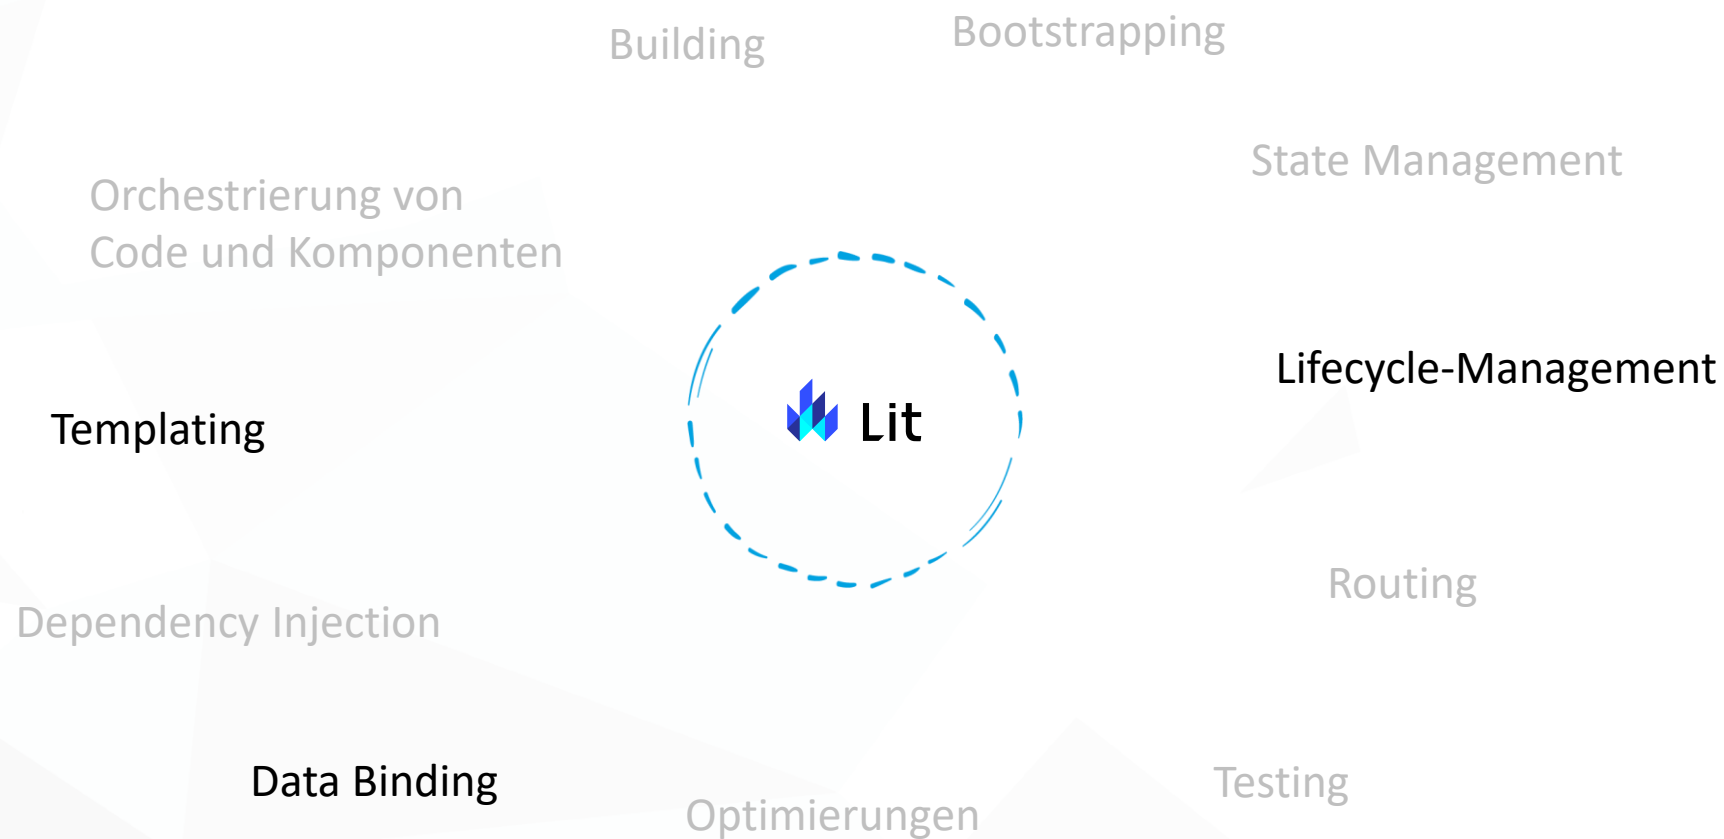 Building
Bootstrapping
State Management
Orchestrierung von
Code und Komponenten
Lifecycle-Management
Lit
Templating
Routing
Dependency Injection
Data Binding
Testing
Optimierungen